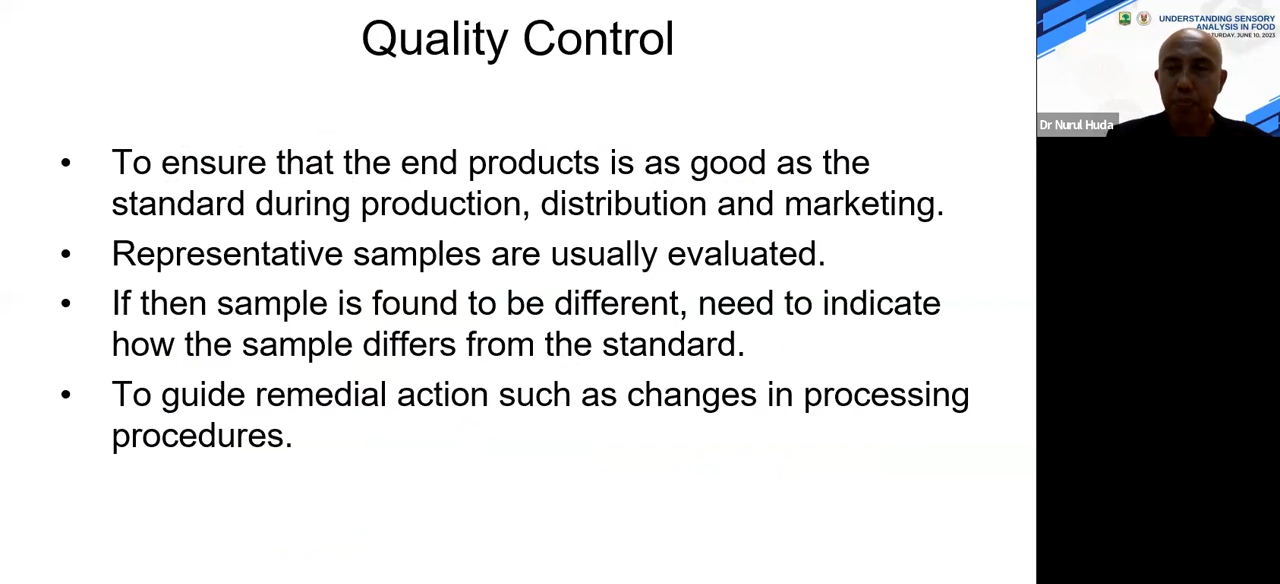 Quality Control
• To ensure that the end products is as good as the
standard during production, distribution and marketing.
• Representative samples are usually evaluated.
• If then sample is found to be different, need to indicate
how the sample differs from the standard.
• To guide remedial action such as changes in processing
procedures.
UNDERSTANDING SENSORY
ANALYSIS IN FOOD
TURDAY, JUNE 10, 2023
Dr Nurul Huda